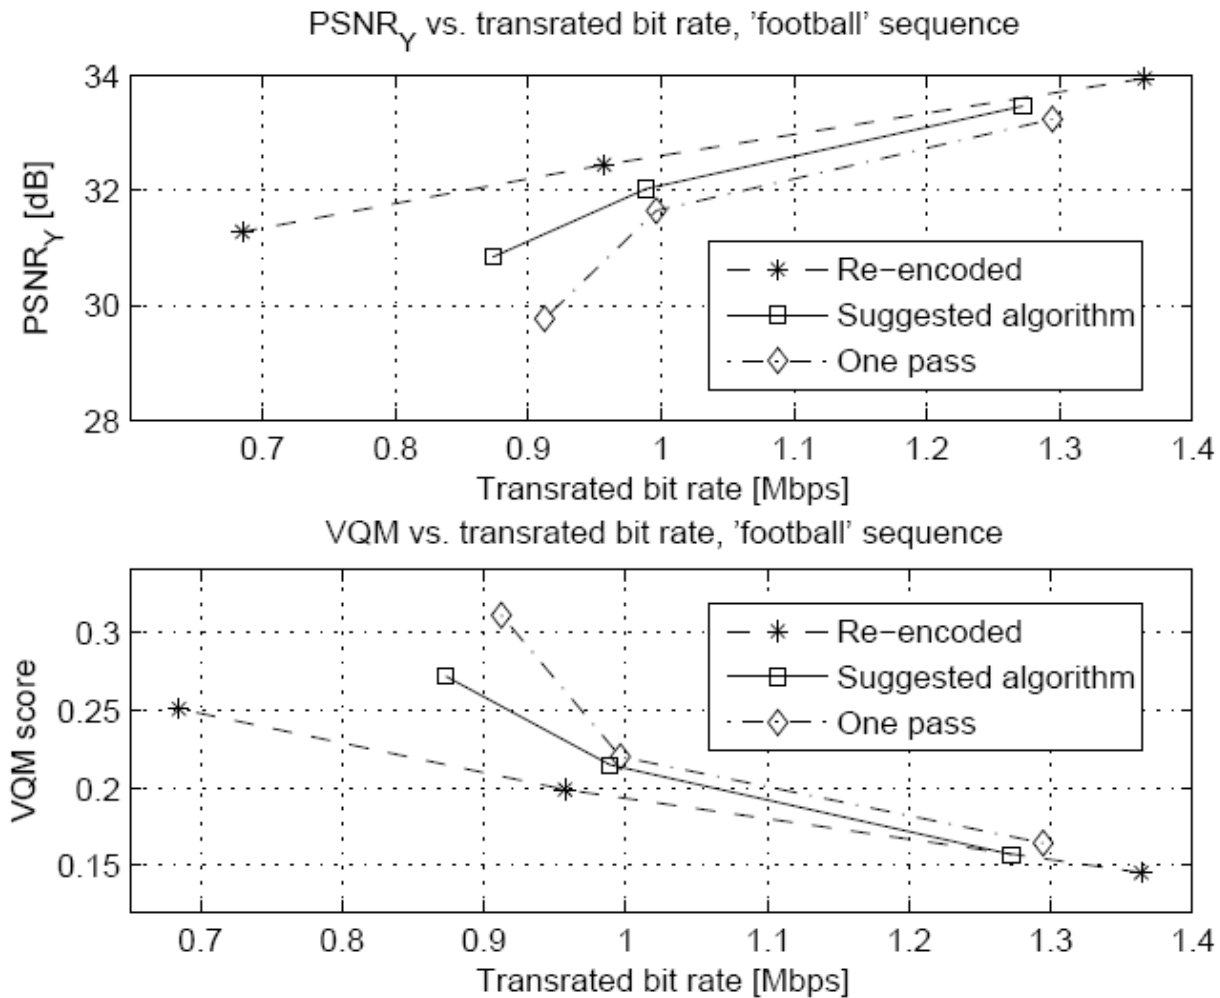 PSNR_Y vs. transrated bit rate, 'football' sequence
34
32
30
28
PSNR_Y [dB]
Re-encoded
Suggested algorithm
One pass
0.7 0.8 0.9 1 1.1 1.2 1.3 1.4
Transrated bit rate [Mbps]
VQM vs. transrated bit rate, 'football' sequence
0.3
0.25
0.2
0.15
VQM score
Re-encoded
Suggested algorithm
One pass
0.7 0.8 0.9 1 1.1 1.2 1.3 1.4
Transrated bit rate [Mbps]